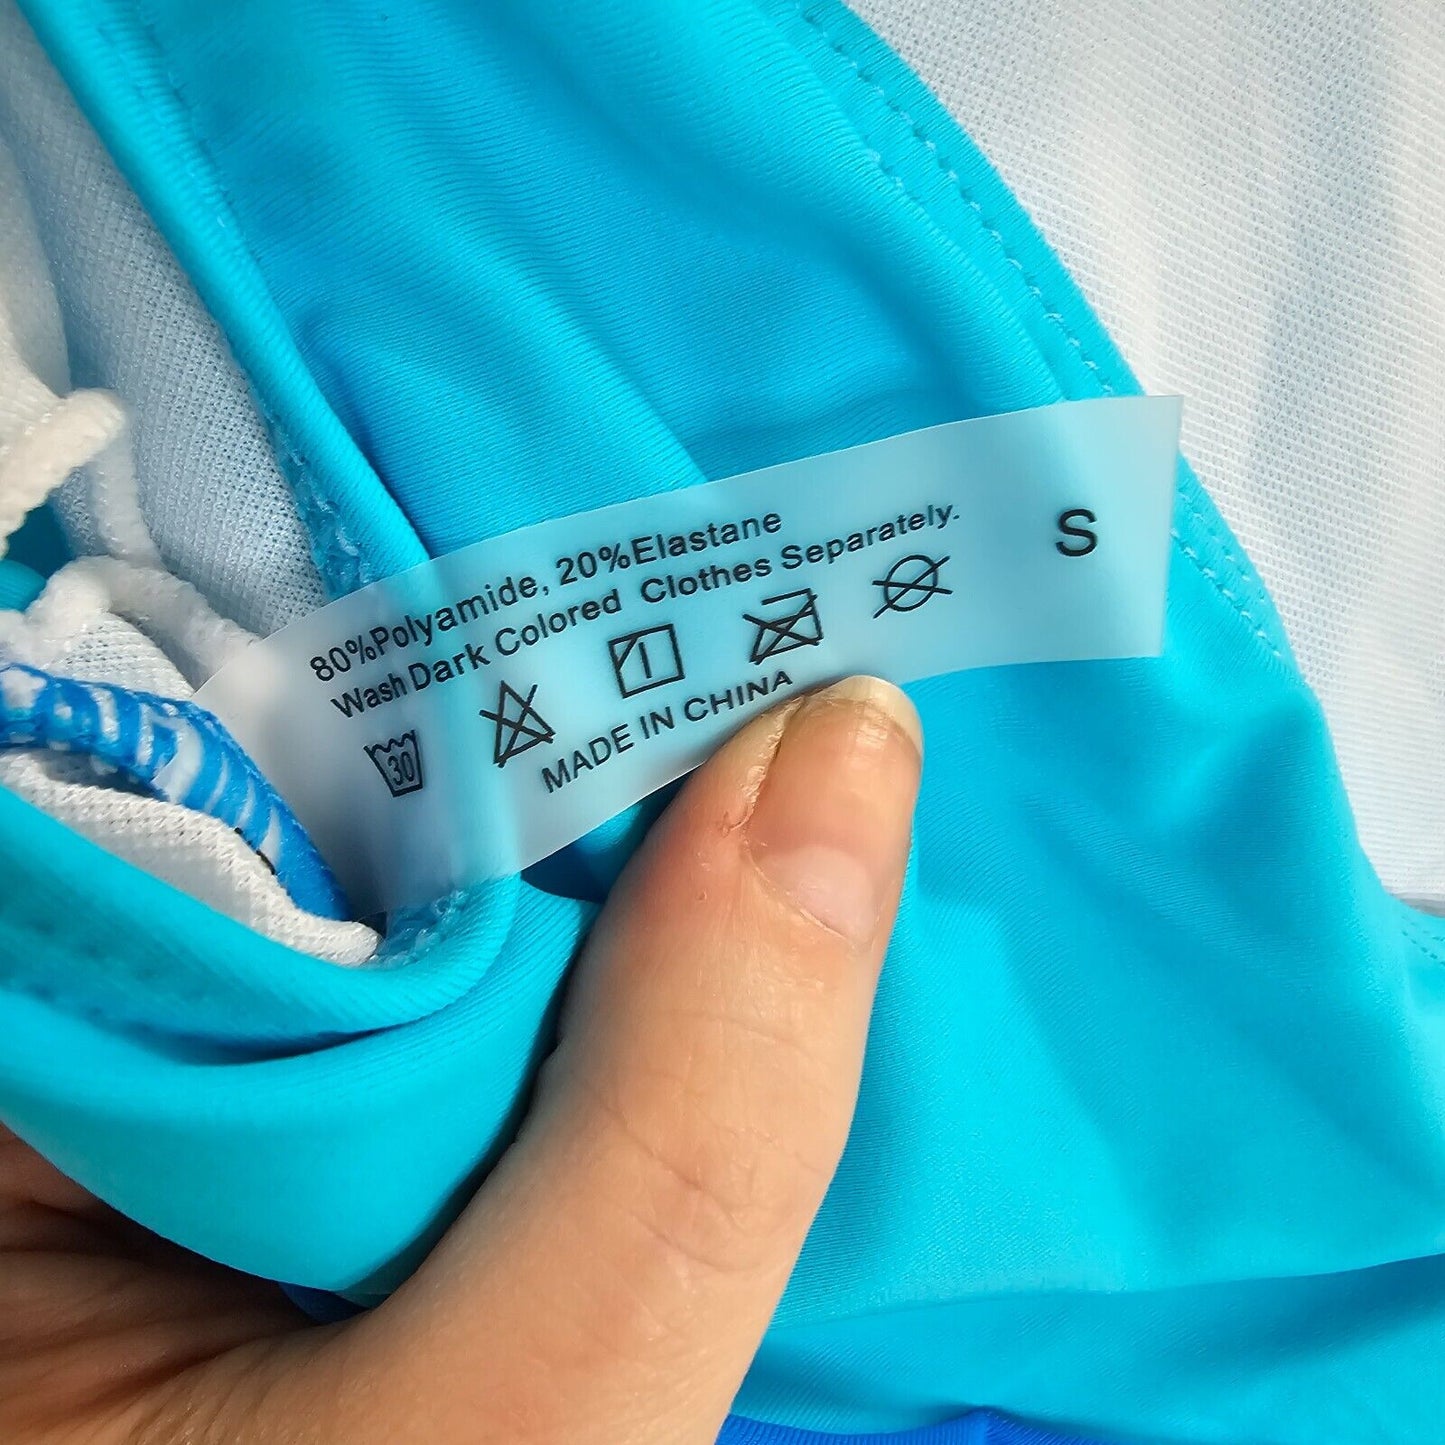 80%Polyamide, 20%Elastane
Wash Dark Colored Clothes Separately.
30
MADE IN CHINA
S